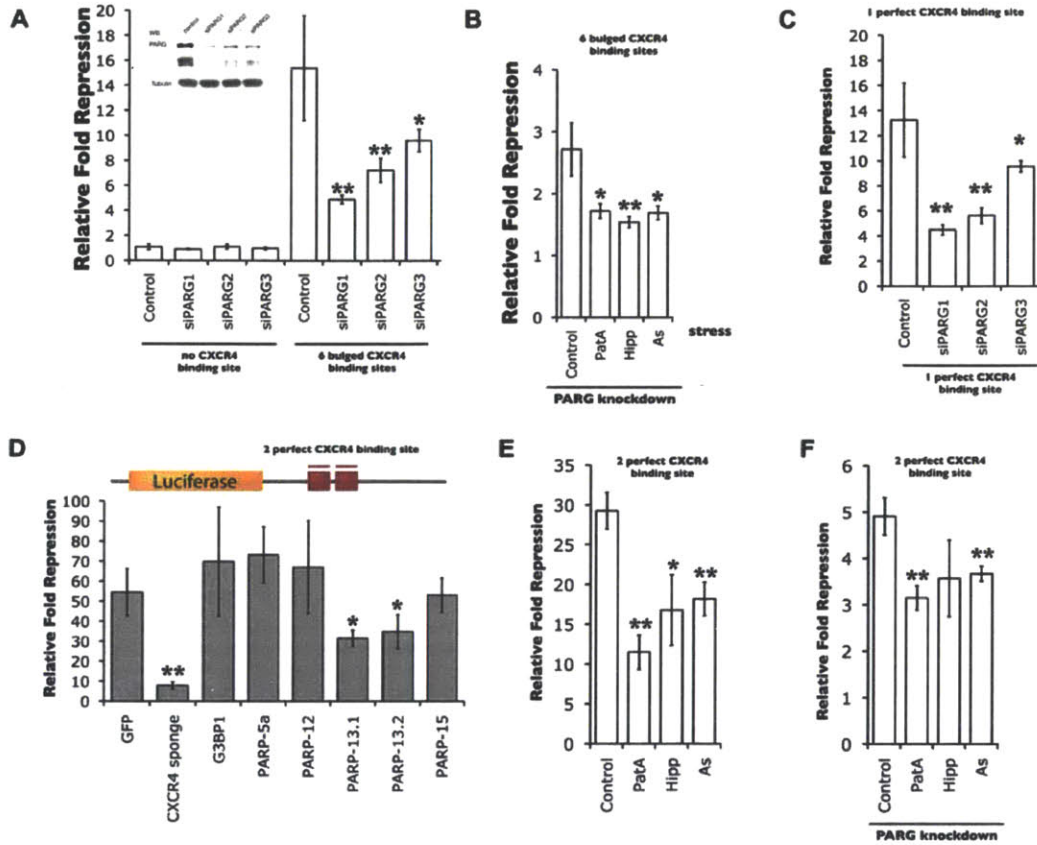 A
WB
control
siPARG1
siPARG2
siPARG3
PARG
Tubulin
Relative Fold Repression
20
18
16
14
12
10
8
6
4
2
0
**
**
*
Control
siPARG1
siPARG2
siPARG3
Control
siPARG1
siPARG2
siPARG3
no CXCR4
binding site
6 bulged CXCR4
binding sites
B
6 bulged CXCR4
binding sites
Relative Fold Repression
4
3
2
1
0
*
**
*
Control
PatA
Hipp
As
stress
PARG knockdown
C
1 perfect CXCR4 binding site
Relative Fold Repression
20
18
16
14
12
10
8
6
4
2
0
**
**
*
Control
siPARG1
siPARG2
siPARG3
1 perfect CXCR4
binding site
D
2 perfect CXCR4 binding site
Luciferase
Relative Fold Repression
100
90
80
70
60
50
40
30
20
10
0
**
*
*
GFP
CXCR4 sponge
G3BP1
PARP-5a
PARP-12
PARP-13.1
PARP-13.2
PARP-15
E
2 perfect CXCR4
binding site
Relative Fold Repression
35
30
25
20
15
10
5
0
**
*
**
Control
PatA
Hipp
As
F
2 perfect CXCR4
binding site
Relative Fold Repression
6
5
4
3
2
1
0
**
**
Control
PatA
Hipp
As
PARG knockdown